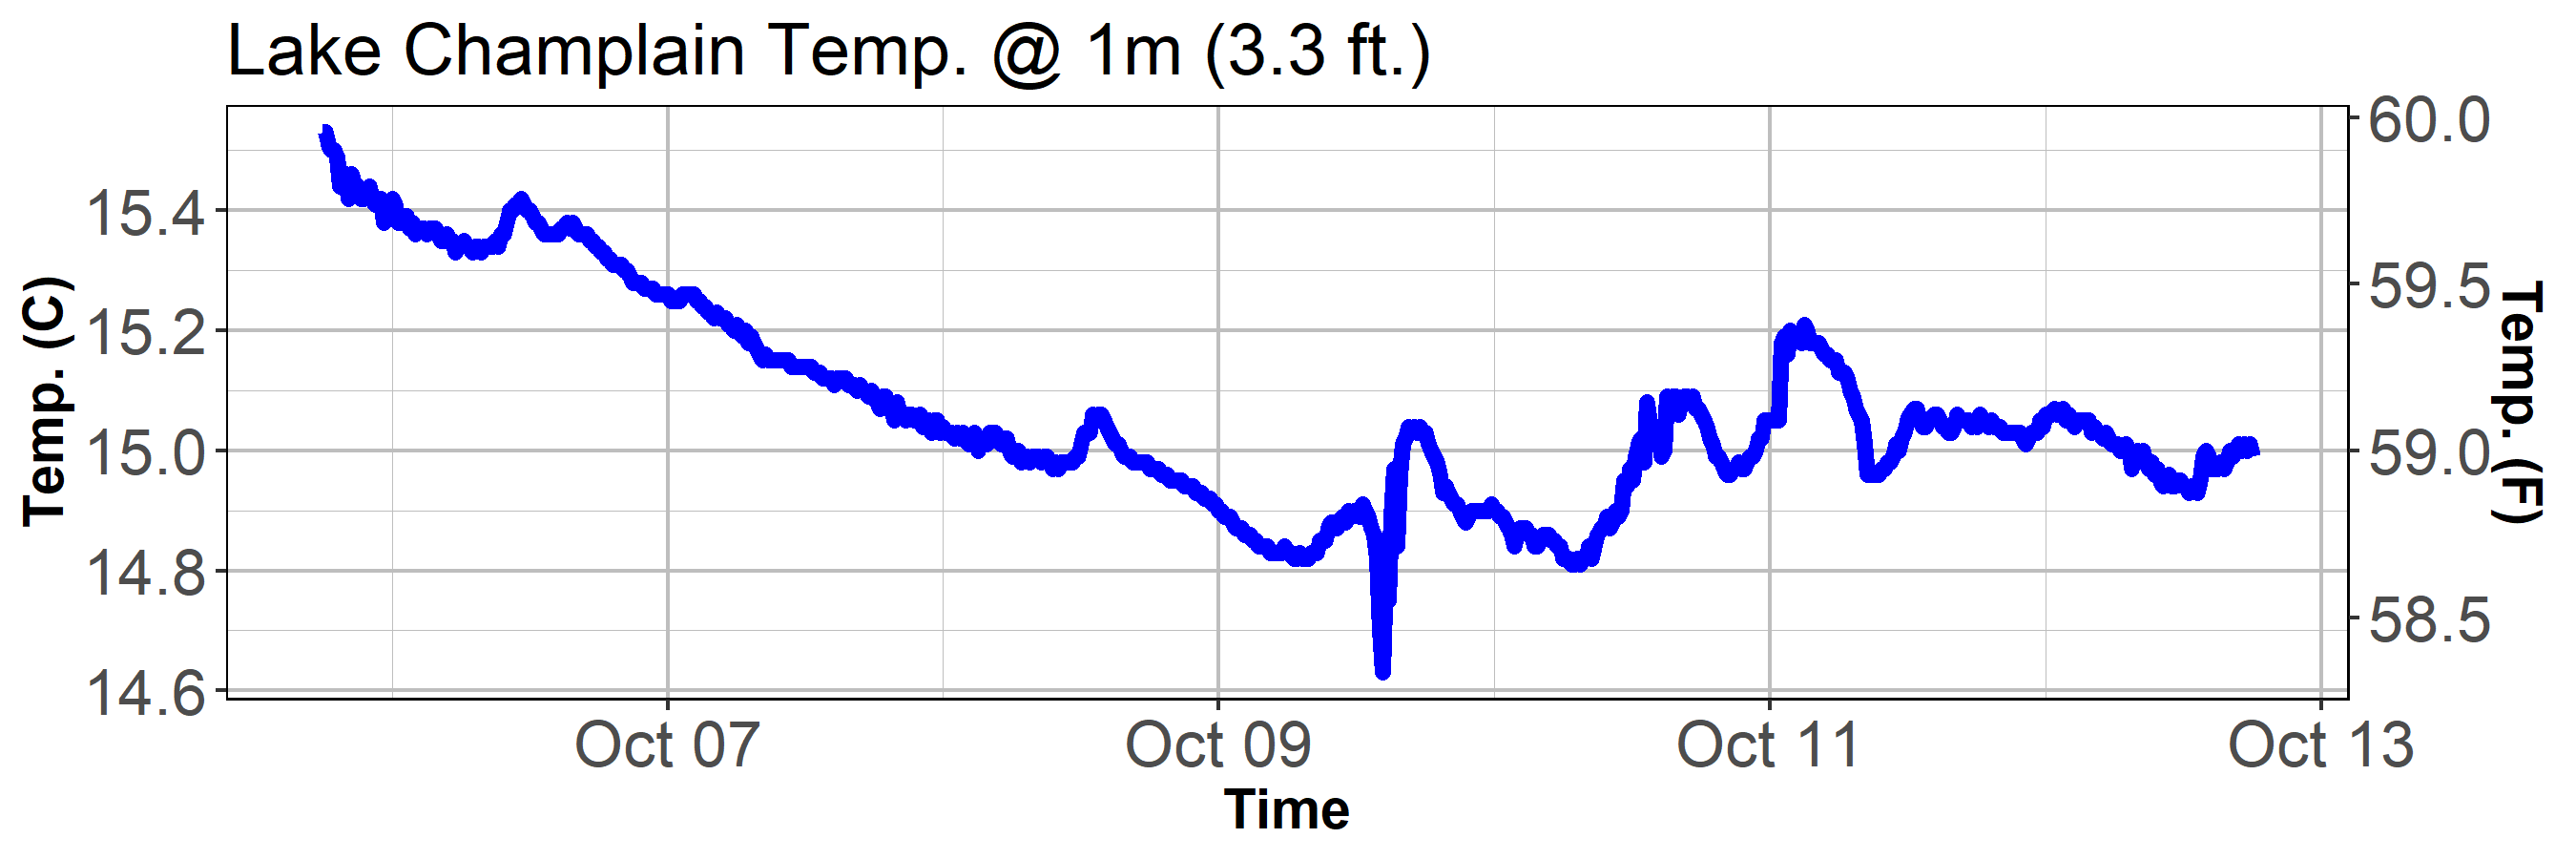 Lake Champlain Temp. @ 1m (3.3 ft.)
Temp. (C)
15.4
15.2
15.0
14.8
14.6
60.0
59.5
59.0
58.5
Temp. (F)
Oct 07 Oct 09 Oct 11 Oct 13
Time